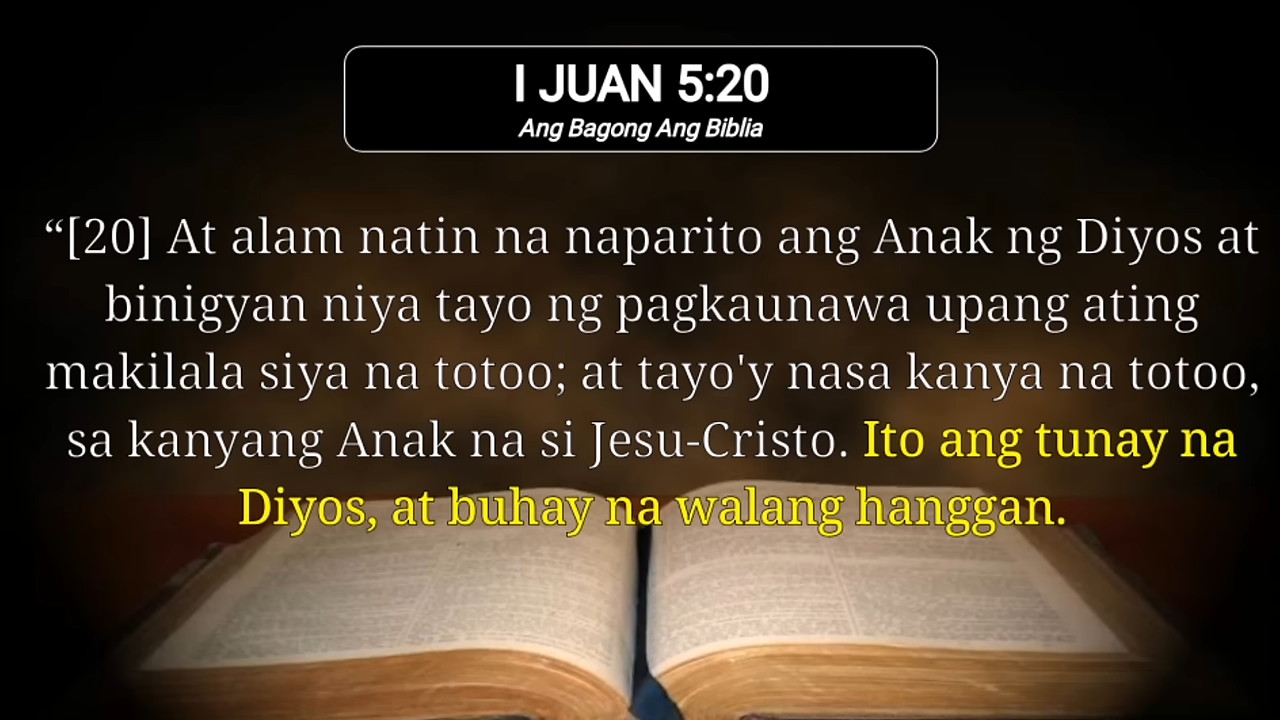 I JUAN 5:20
Ang Bagong Ang Biblia
“[20] At alam natin na naparito ang Anak ng Diyos at
binigyan niya tayo ng pagkaunawa upang ating
makilala siya na totoo; at tayo'y nasa kanya na totoo,
sa kanyang Anak na si Jesu-Cristo. Ito ang tunay na
Diyos, at buhay na walang hanggan.